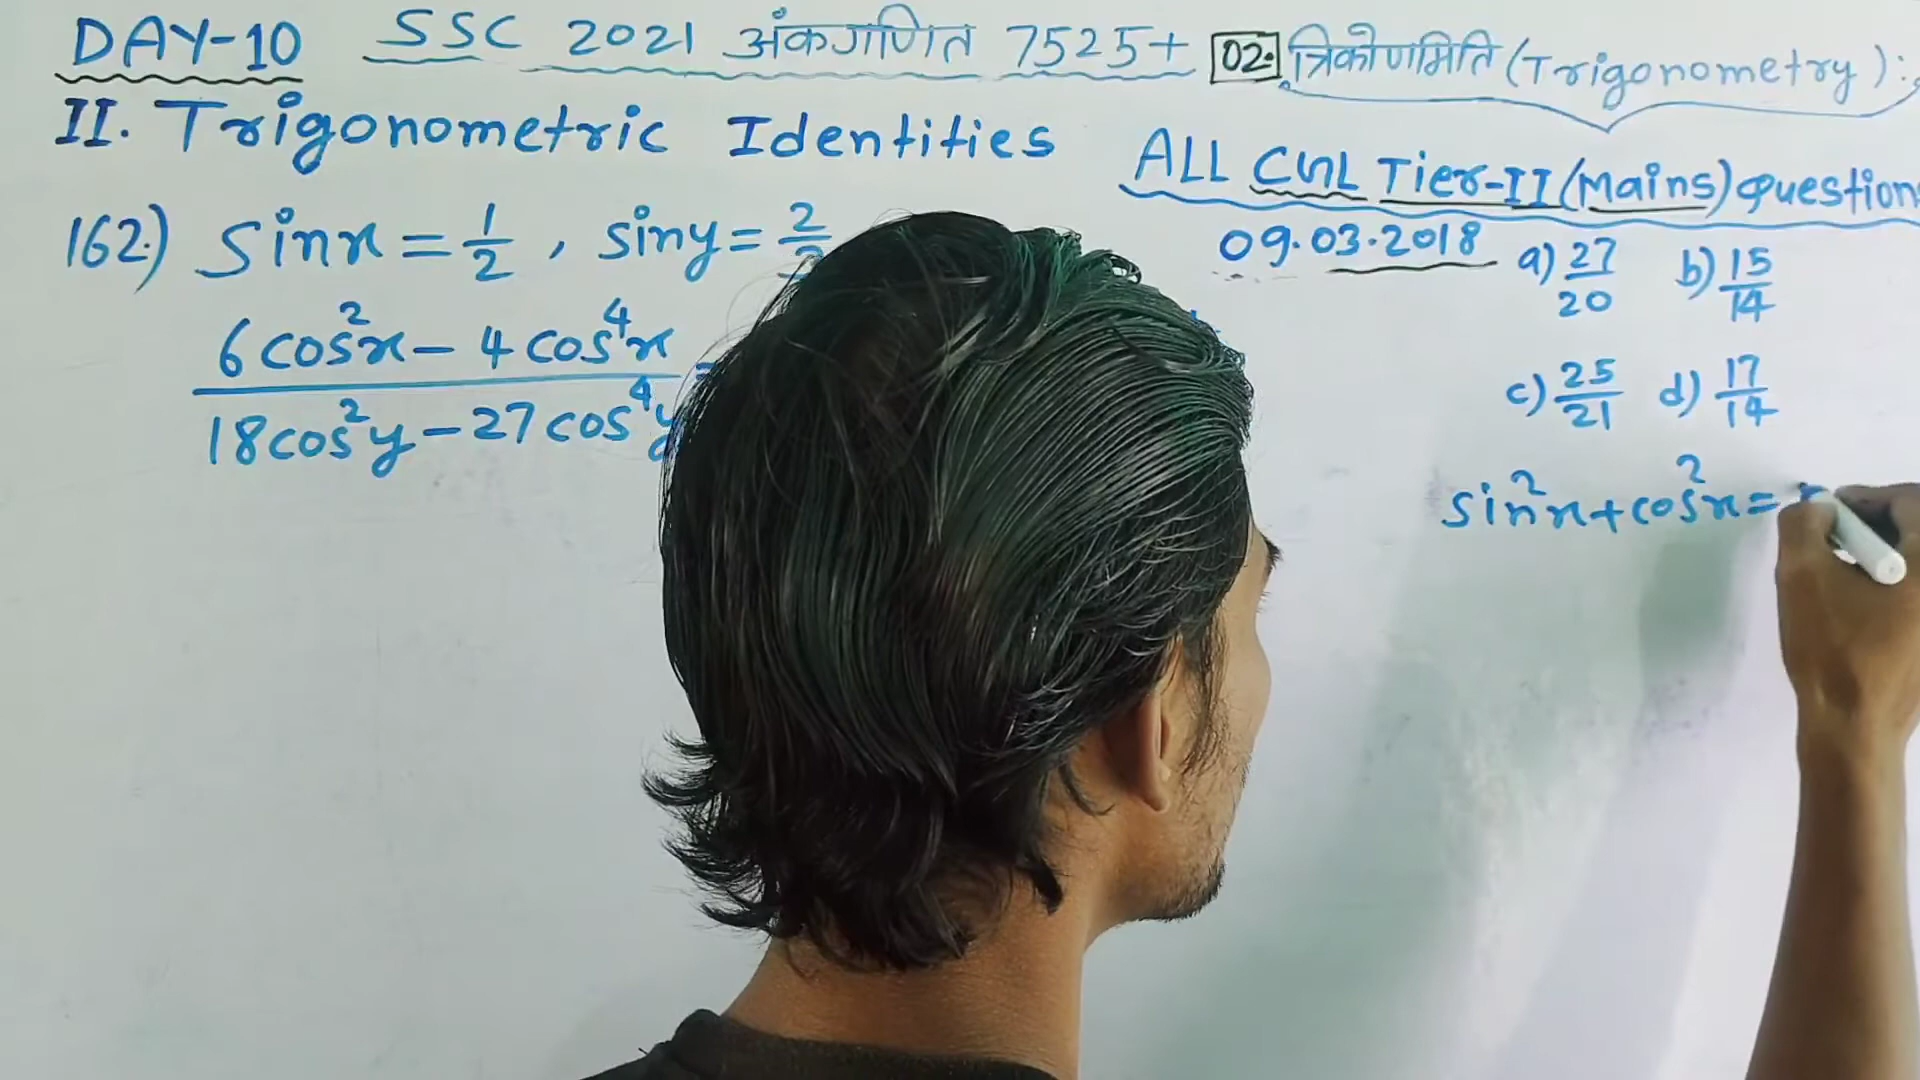 DAY-10 SSC 2021 अंकगणित 7525+ 02. त्रिकोणमिति (Trigonometry):
II. Trigonometric Identities
ALL CGL Tier-II (Mains) Question
162.) sinx = 1/2, siny = 2/
09.03.2018 a) 27/20 b) 15/14
6cos²x - 4cos⁴x / 18cos²y - 27cos⁴y =
c) 25/21 d) 17/14
sin²x + cos²x =